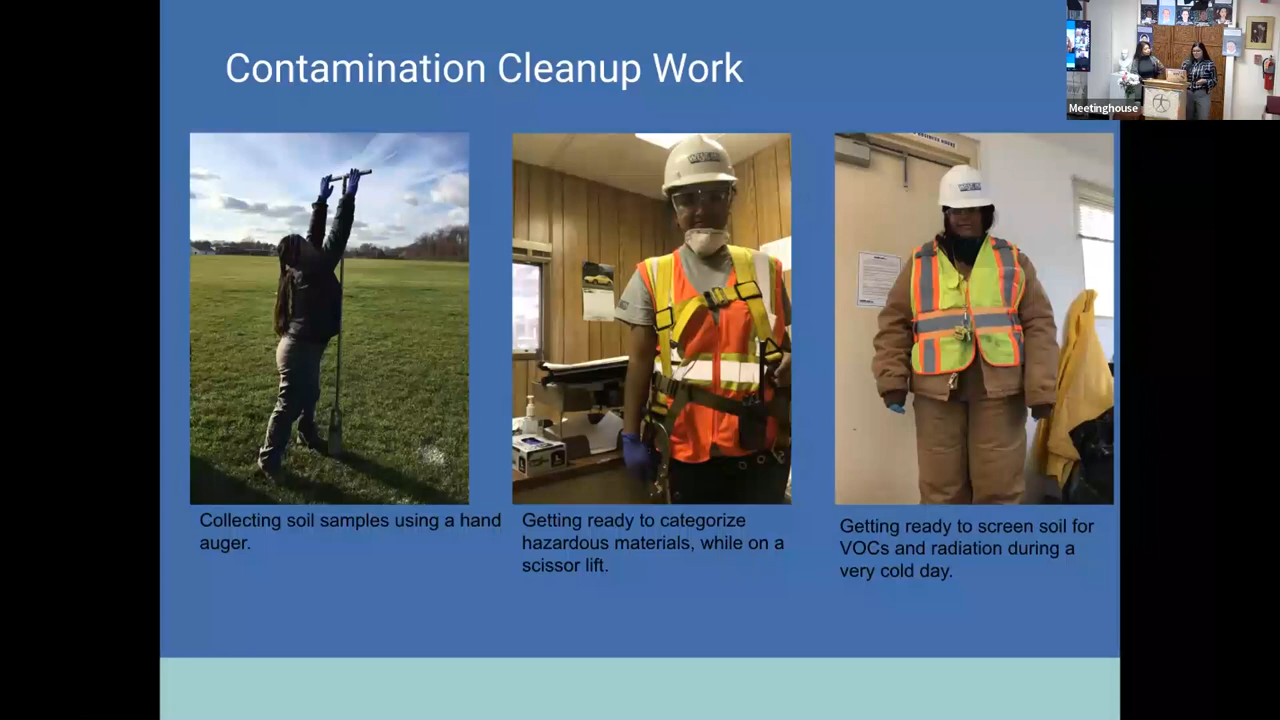 Contamination Cleanup Work
Meetinghouse
Collecting soil samples using a hand
auger.
Getting ready to categorize
hazardous materials, while on a
scissor lift.
Getting ready to screen soil for
VOCs and radiation during a
very cold day.